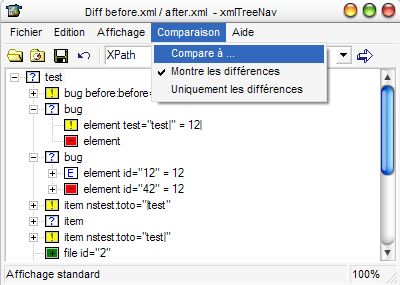 Diff before.xml / after.xml - xmlTreeNav
Fichier Edition Affichage Comparaison Aide
XPath
Compare à ...
Montre les différences
Uniquement les différences
test
bug before:before=
element test="test|" = 12|
element
bug
element id="12" = 12
element id="42" = 12
item nstest:toto="|test"
item
item nstest:toto="test|"
file id="2"
Affichage standard 100%